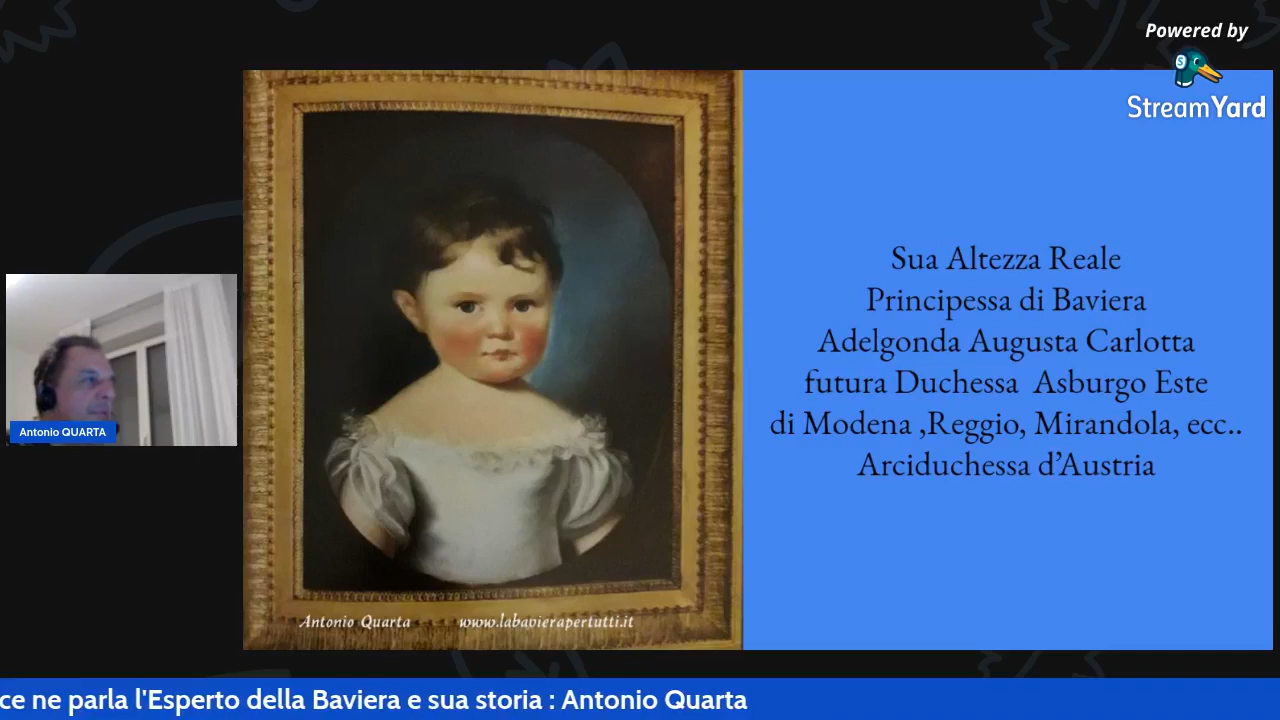 Powered by
StreamYard
Sua Altezza Reale
Principessa di Baviera
Adelgonda Augusta Carlotta
futura Duchessa Asburgo Este
di Modena ,Reggio, Mirandola, ecc..
Arciduchessa d’Austria
Antonio QUARTA
Antonio Quarta www.labavierapertutti.it
ce ne parla l'Esperto della Baviera e sua storia : Antonio Quarta